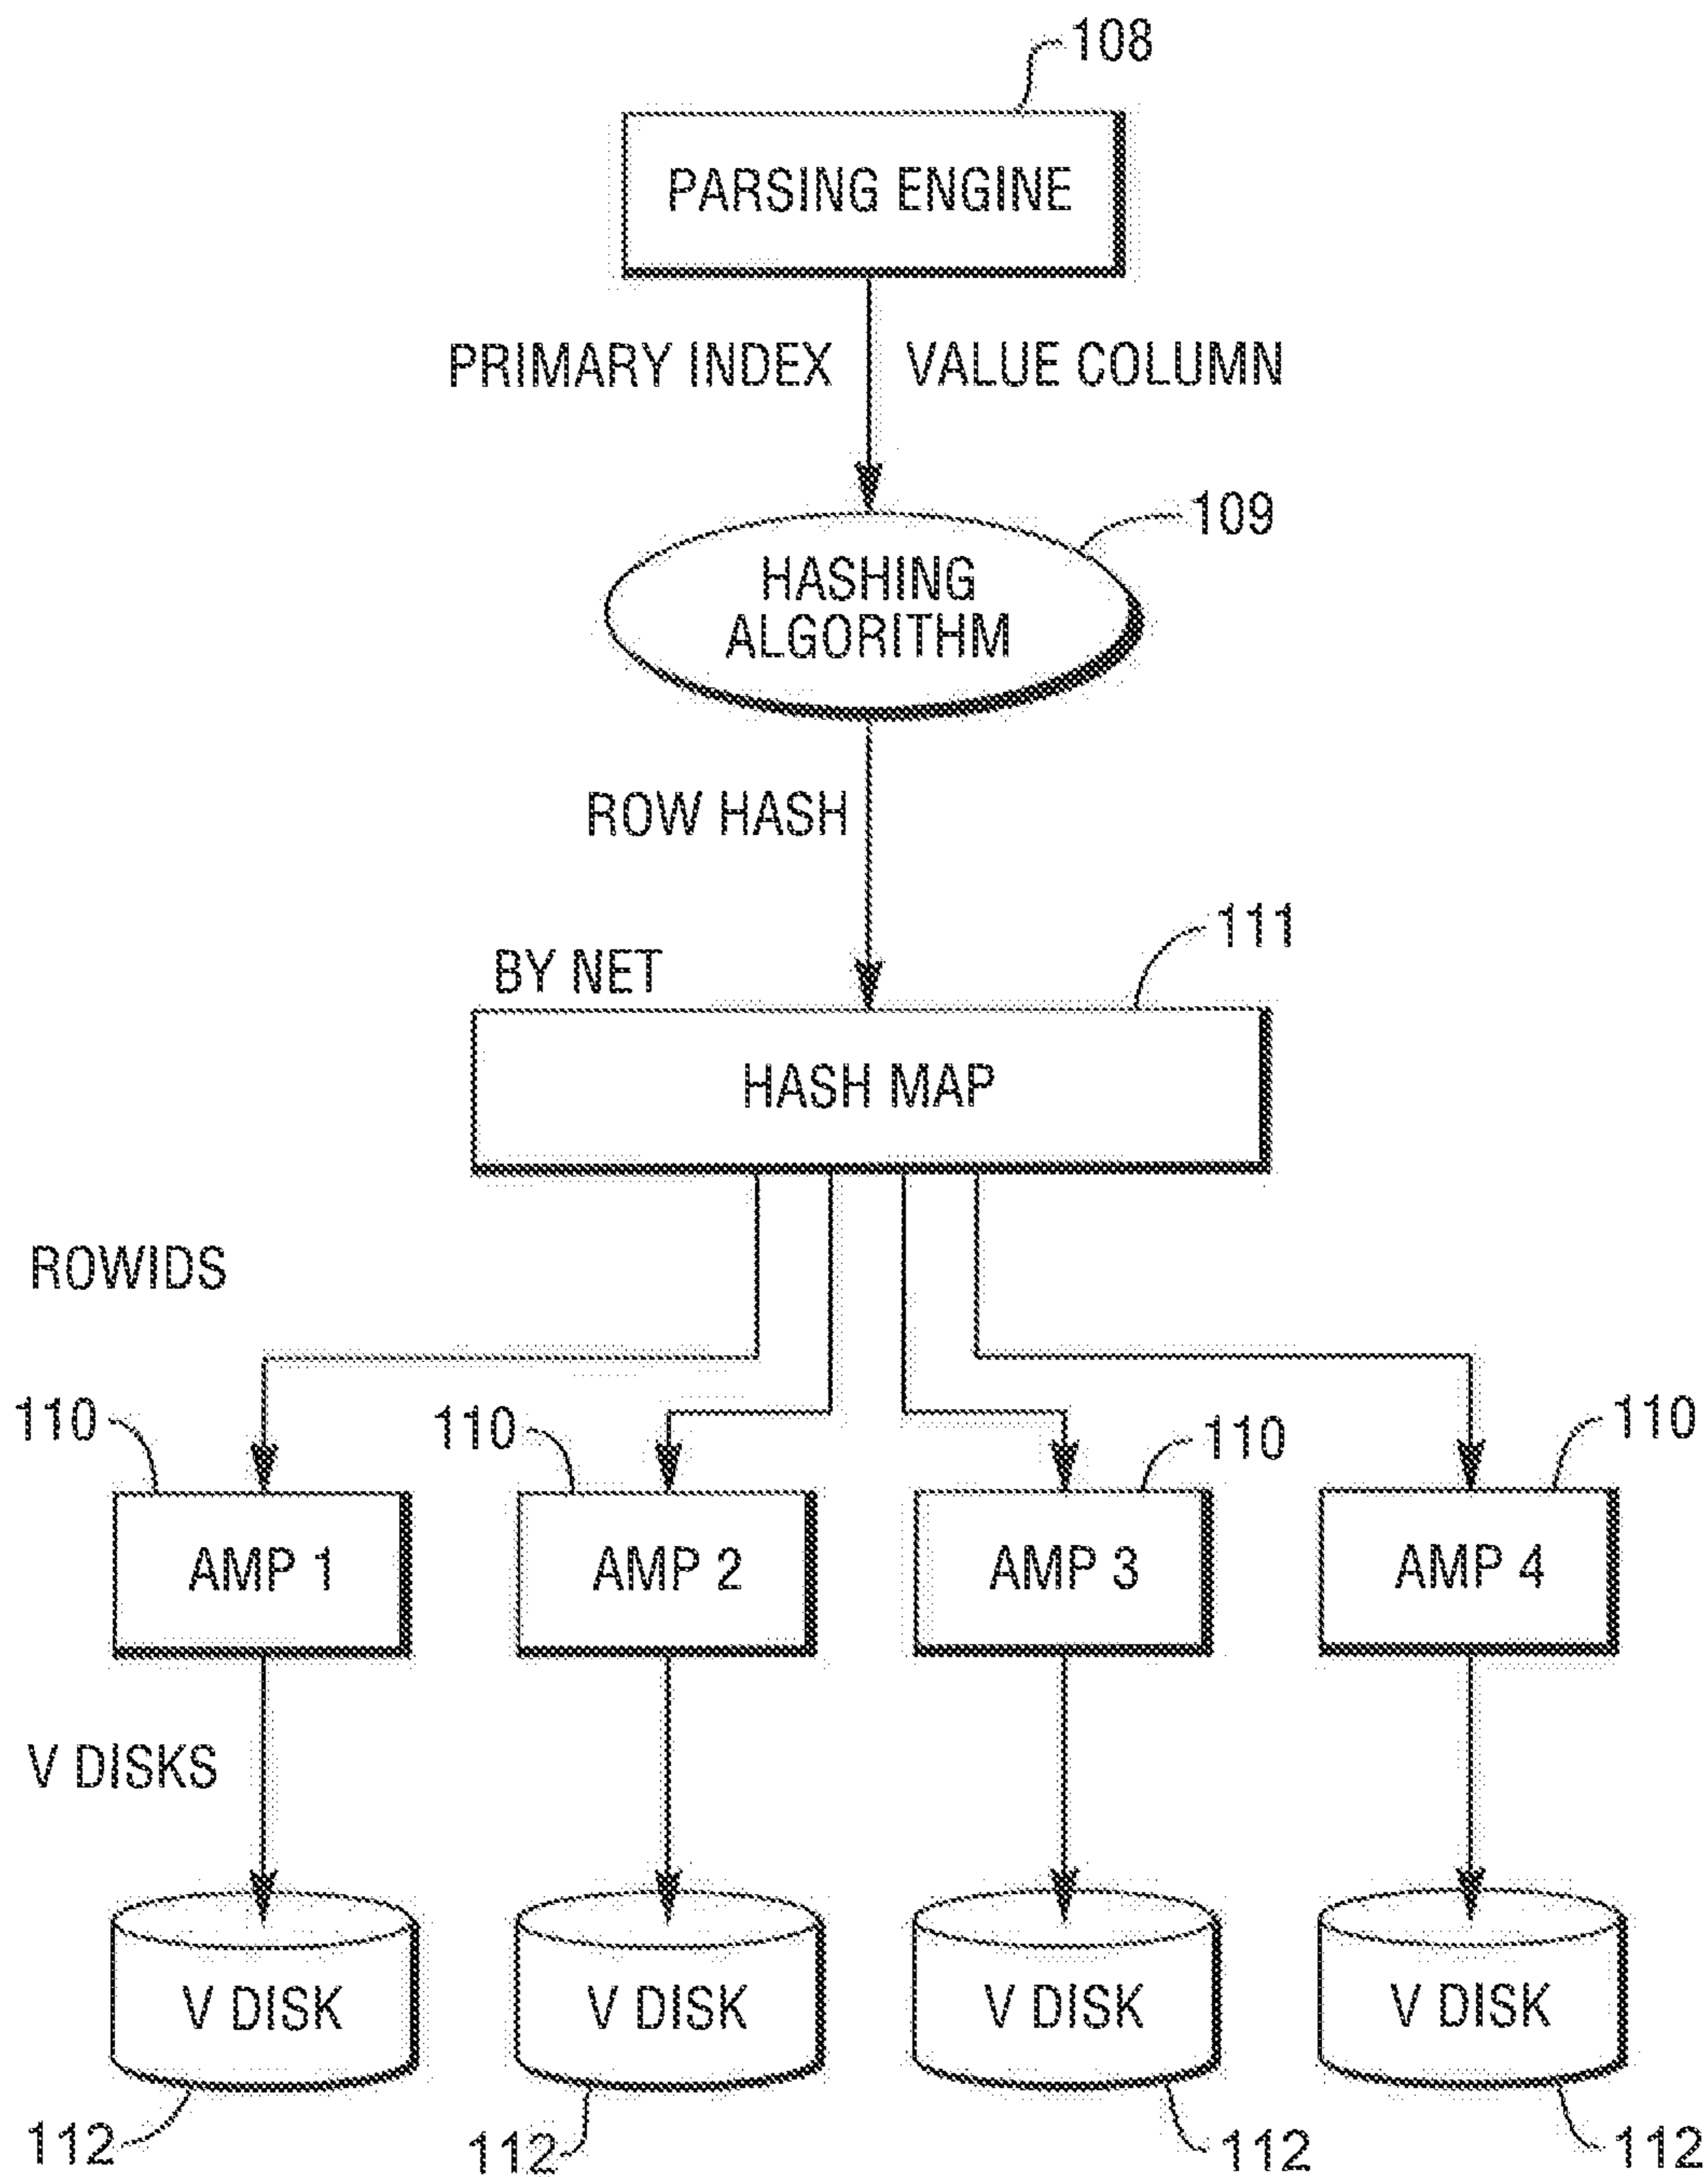 108
PARSING ENGINE
PRIMARY INDEX VALUE COLUMN
109
HASHING
ALGORITHM
ROW HASH
111
BY NET
HASH MAP
ROWIDS
110 110 110 110
AMP 1 AMP 2 AMP 3 AMP 4
V DISKS
V DISK V DISK V DISK V DISK
112 112 112 112